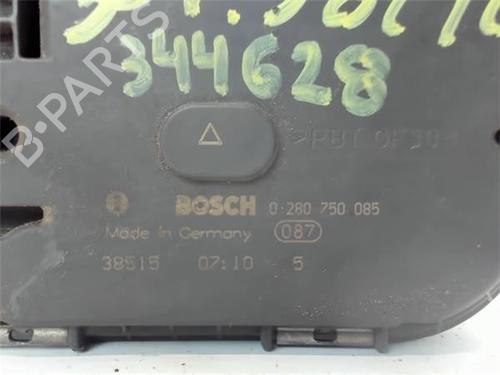 344628
>PBT GF30
BOSCH 0 280 750 085
Made in Germany 087
38515 07:10 5
B-PARTS